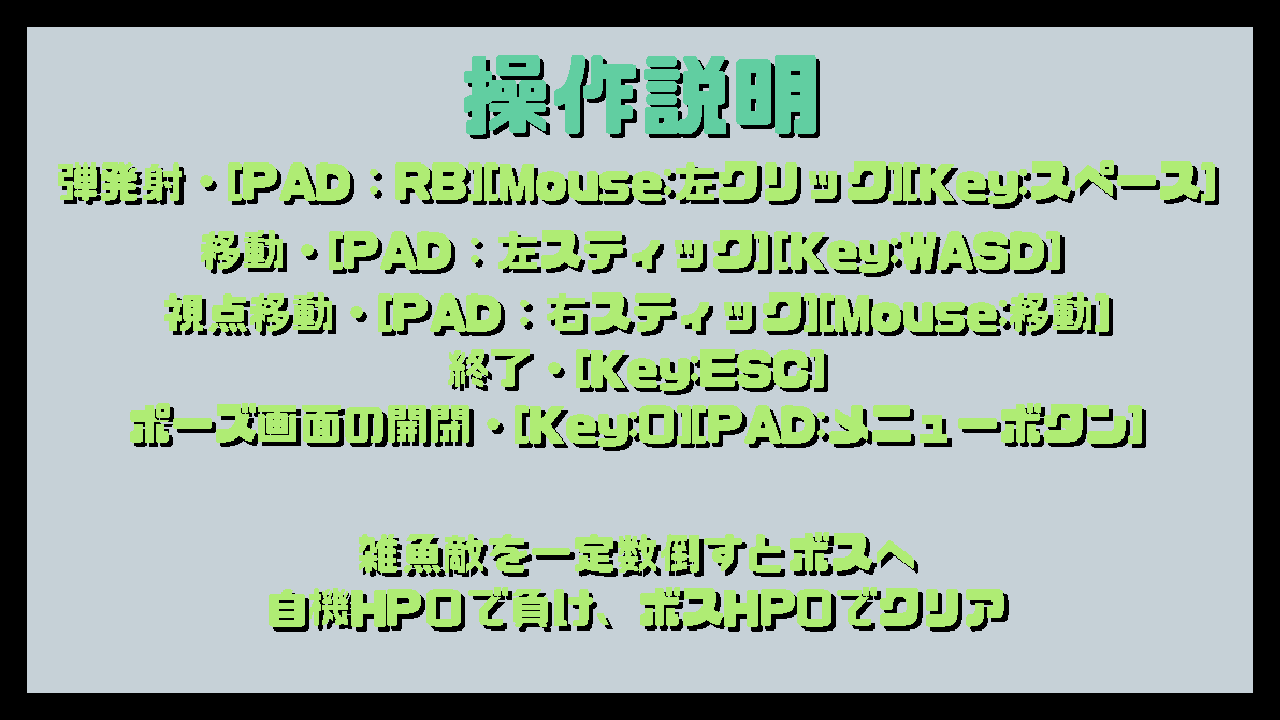 操作説明
弾発射・[PAD：RB][Mouse:左クリック][Key:スペース]
移動・[PAD：左スティック][Key:WASD]
視点移動・[PAD：右スティック][Mouse:移動]
終了・[Key:ESC]
ポーズ画面の開閉・[Key:O][PAD:メニューボタン]
雑魚敵を一定数倒すとボスへ
自機HP0で負け、ボスHP0でクリア